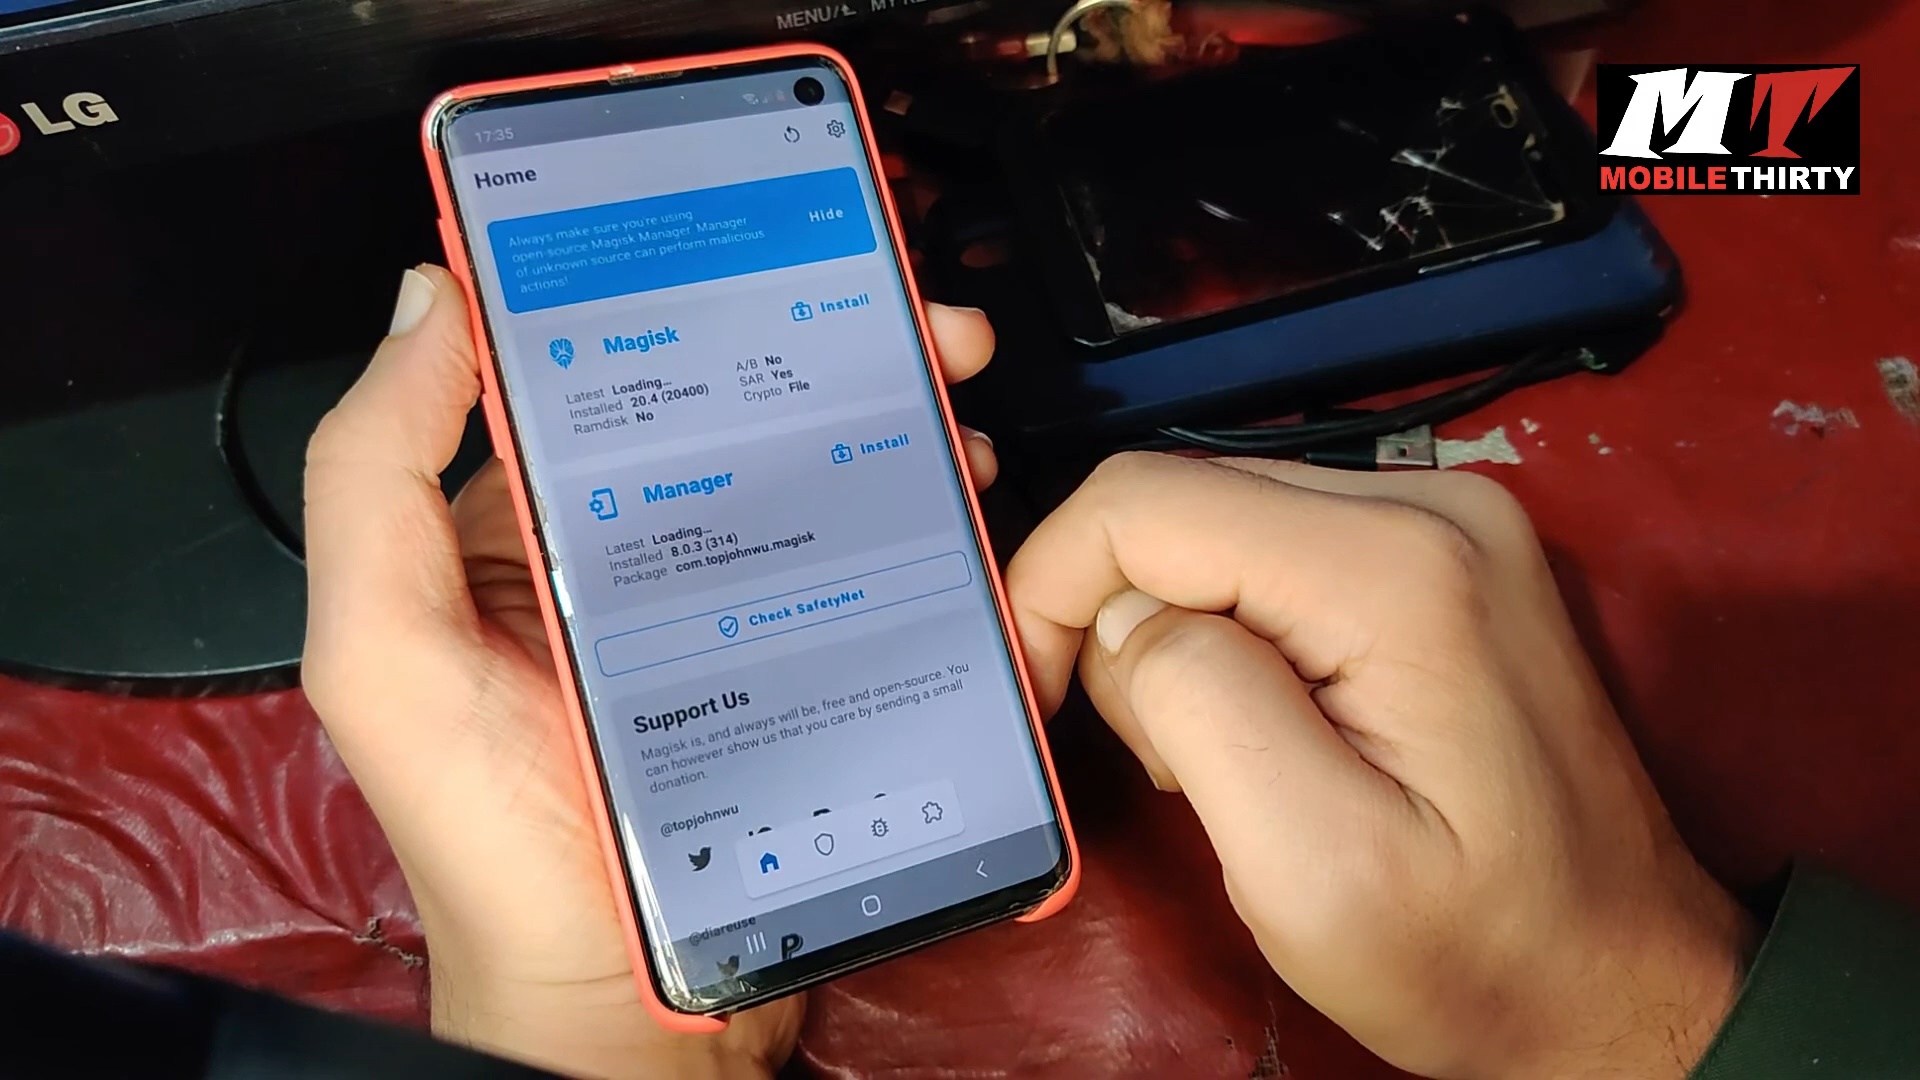 MENU/
LG
MT
MOBILETHIRTY
17:35
Home
Always make sure you're using
open-source Magisk Manager. Manager
of unknown source can perform malicious
actions!
Hide
Magisk
Install
Latest Loading...
Installed 20.4 (20400)
Ramdisk No
A/B No
SAR Yes
Crypto File
Manager
Install
Latest Loading...
Installed 8.0.3 (314)
Package com.topjohnwu.magisk
Check SafetyNet
Support Us
Magisk is, and always will be, free and open-source. You
can however show us that you care by sending a small
donation.
@topjohnwu
@diareuse